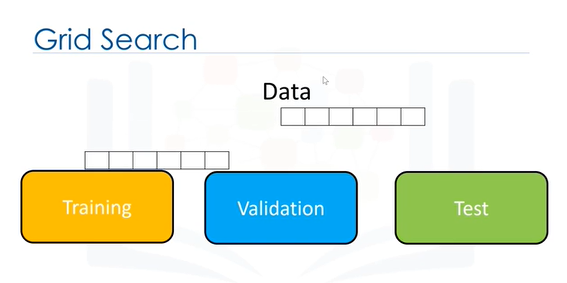 Grid Search
Data
Training
Validation
Test